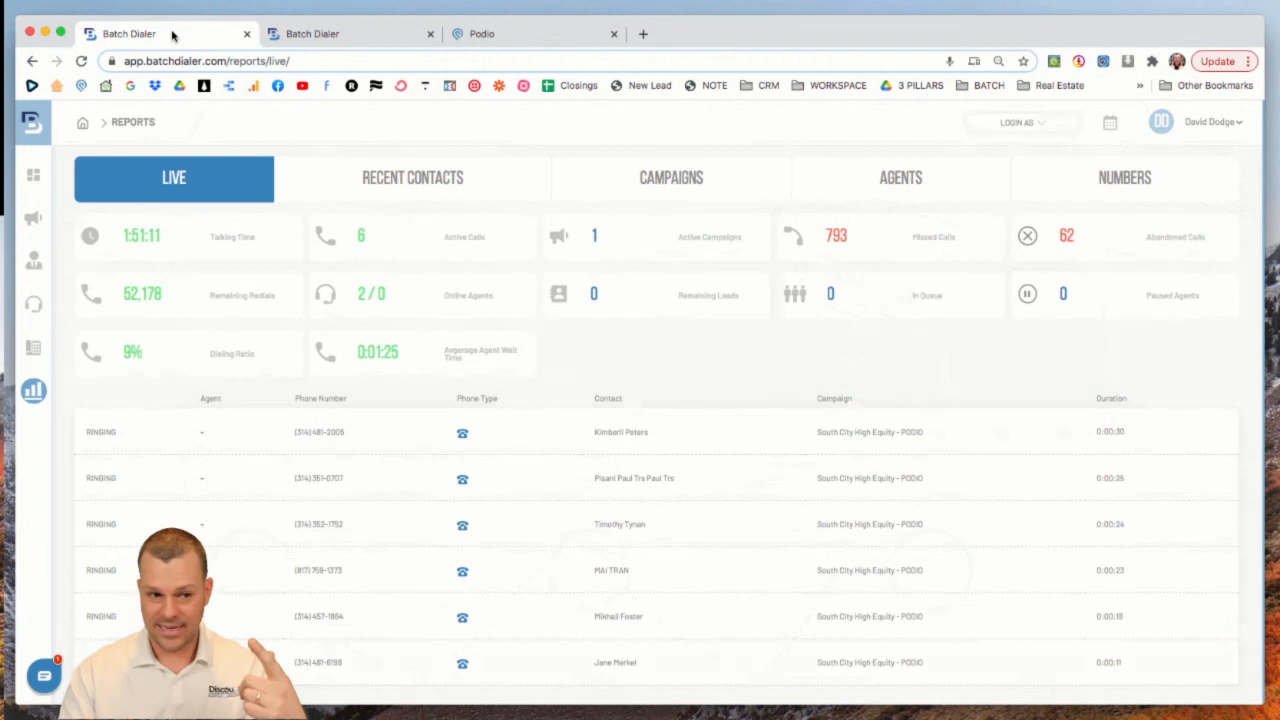 Batch Dialer
Batch Dialer
Podio
app.batchdialer.com/reports/live/
Update
Closings
New Lead
NOTE
CRM
WORKSPACE
3 PILLARS
BATCH
Real Estate
»
Other Bookmarks
> REPORTS
LOGIN AS
DD
David Dodge
LIVE
RECENT CONTACTS
CAMPAIGNS
AGENTS
NUMBERS
1:51:11 Talking Time
6 Active Calls
1 Active Campaigns
793 Missed Calls
62 Abandoned Calls
52,178 Remaining Redials
2 / 0 Online Agents
0 Remaining Leads
0 In Queue
0 Paused Agents
9% Dialing Ratio
0:01:25 Avgerage Agent Wait
Time
Agent Phone Number Phone Type Contact Campaign Duration
RINGING - (314) 481-2005 Kimberli Peters South City High Equity - PODIO 0:00:30
RINGING - (314) 351-0707 Pisani Paul Trs Paul Trs South City High Equity - PODIO 0:00:25
RINGING - (314) 352-1752 Timothy Tynan South City High Equity - PODIO 0:00:24
RINGING (817) 759-1373 MAI TRAN South City High Equity - PODIO 0:00:23
RINGING (314) 457-1864 Mikhail Foster South City High Equity - PODIO 0:00:19
(314) 481-6198 Jane Merkel South City High Equity - PODIO 0:00:11
1
Discou